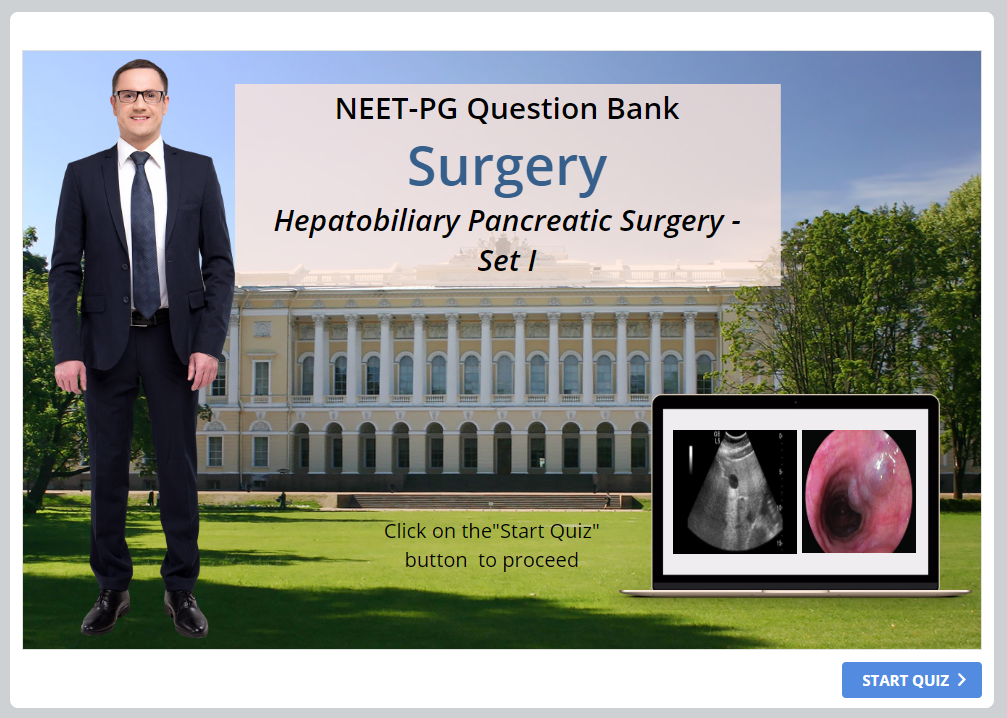 NEET-PG Question Bank
Surgery
Hepatobiliary Pancreatic Surgery -
Set I
Click on the"Start Quiz"
button to proceed
START QUIZ